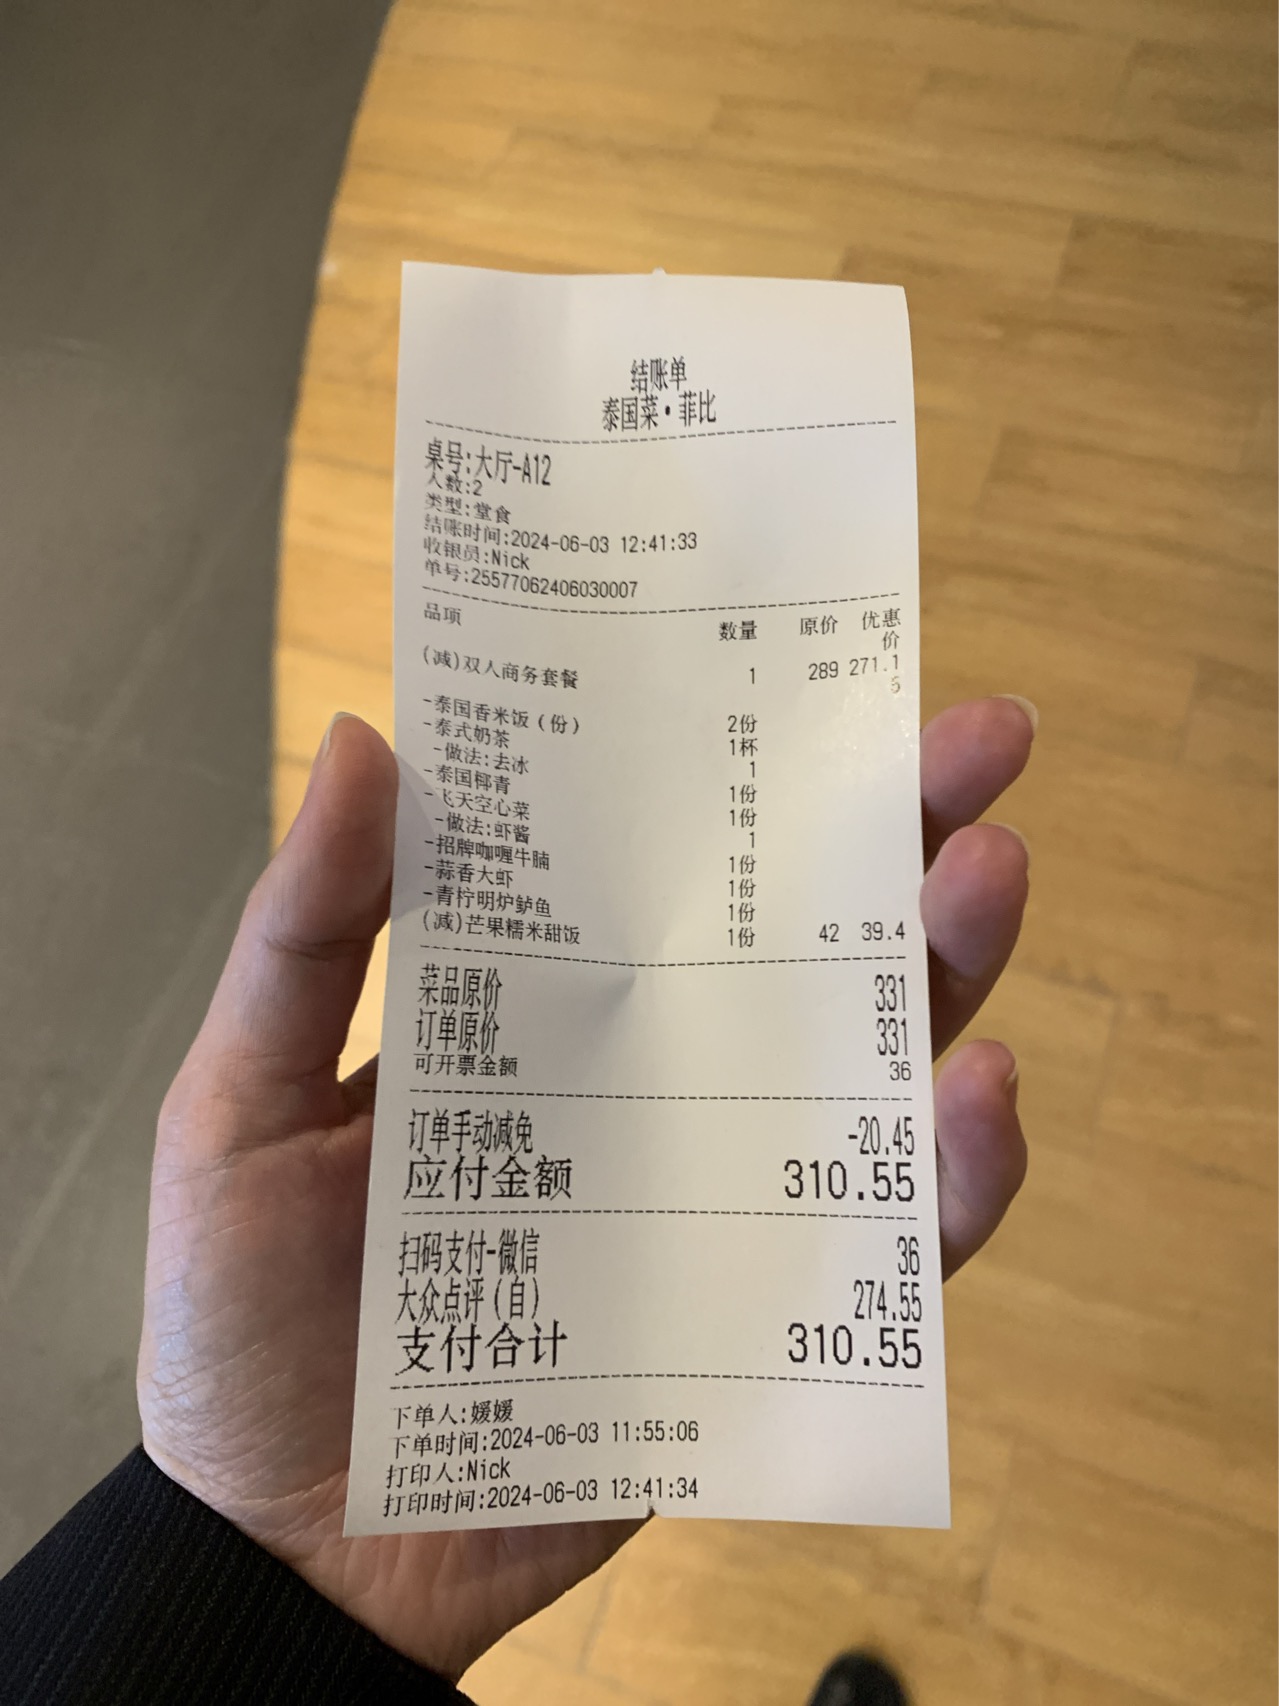 结账单
泰国菜·菲比
桌号:大厅-A12
人数:2
类型:堂食
结账时间:2024-06-03 12:41:33
收银员:Nick
单号:25577062406030007
品项 数量 原价 优惠价
(减)双人商务套餐 1 289 271.15
-泰国香米饭(份) 2份
-泰式奶茶 1杯
-做法:去冰 1
-泰国椰青 1份
-飞天空心菜 1份
-做法:虾酱 1
-招牌咖喱牛腩 1份
-蒜香大虾 1份
-青柠明炉鲈鱼 1份
(减)芒果糯米甜饭 1份 42 39.4
菜品原价 331
订单原价 331
可开票金额 36
订单手动减免 -20.45
应付金额 310.55
扫码支付-微信 36
大众点评(自) 274.55
支付合计 310.55
下单人:媛媛
下单时间:2024-06-03 11:55:06
打印人:Nick
打印时间:2024-06-03 12:41:34